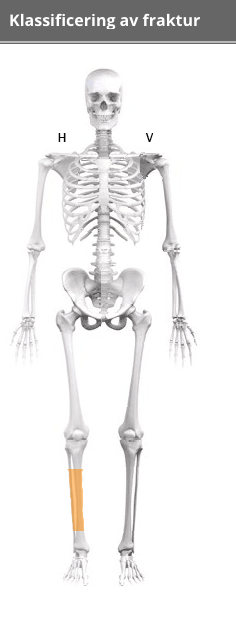 Klassificering av fraktur
H V